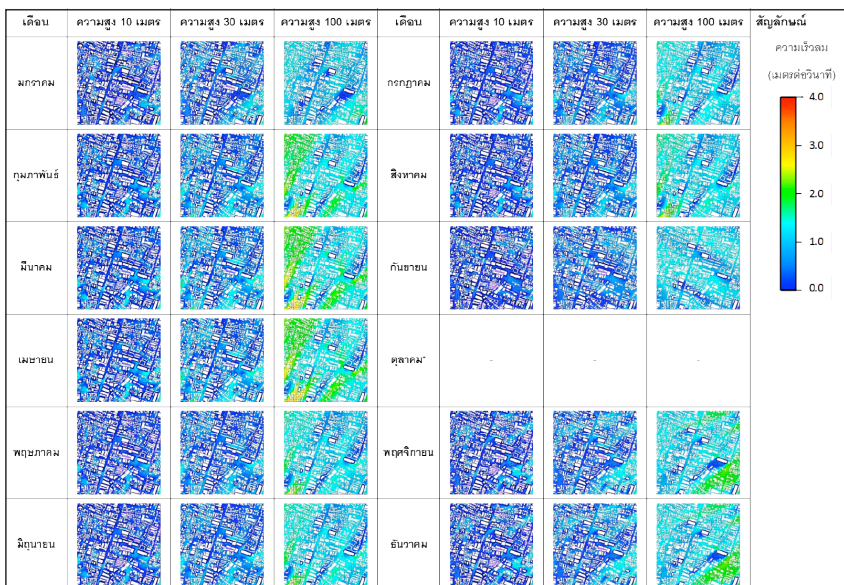 เดือน ความสูง 10 เมตร ความสูง 30 เมตร ความสูง 100 เมตร เดือน ความสูง 10 เมตร ความสูง 30 เมตร ความสูง 100 เมตร สัญลักษณ์
มกราคม กรกฎาคม
ความเร็วลม
(เมตรต่อวินาที)
4.0
3.0
2.0
1.0
0.0
กุมภาพันธ์ สิงหาคม
มีนาคม กันยายน
เมษายน ตุลาคม* - - -
พฤษภาคม พฤศจิกายน
มิถุนายน ธันวาคม